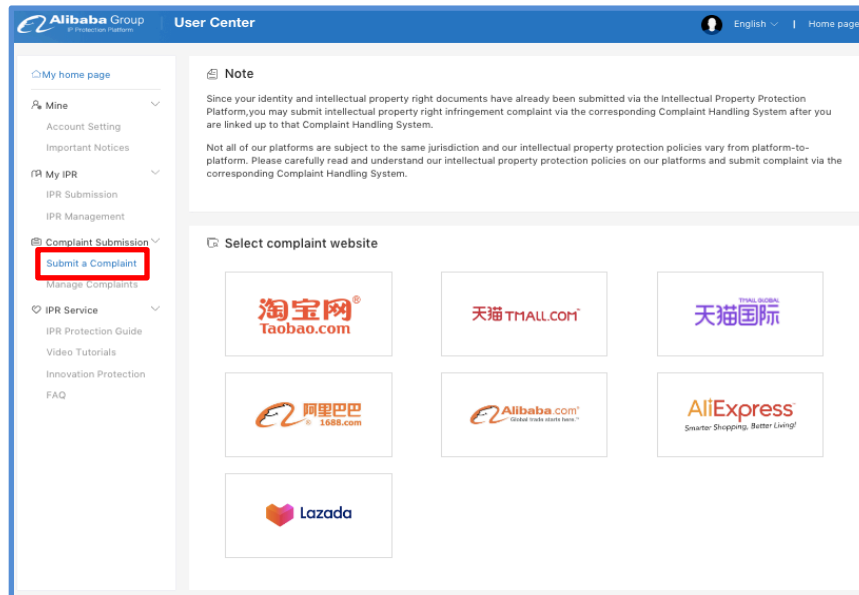 Alibaba Group
IP Protection Platform
User Center
English
|
Home page
My home page
Mine
Account Setting
Important Notices
My IPR
IPR Submission
IPR Management
Complaint Submission
Submit a Complaint
Manage Complaints
IPR Service
IPR Protection Guide
Video Tutorials
Innovation Protection
FAQ
Note
Since your identity and intellectual property right documents have already been submitted via the Intellectual Property Protection
Platform,you may submit intellectual property right infringement complaint via the corresponding Complaint Handling System after you
are linked up to that Complaint Handling System.
Not all of our platforms are subject to the same jurisdiction and our intellectual property protection policies vary from platform-to-
platform. Please carefully read and understand our intellectual property protection policies on our platforms and submit complaint via the
corresponding Complaint Handling System.
Select complaint website
淘宝网®
Taobao.com
天猫 TMALL.COM
TMALL GLOBAL
天猫国际
阿里巴巴
® 1688.com
Alibaba.com®
Global trade starts here.™
AliExpress
Smarter Shopping, Better Living!
Lazada